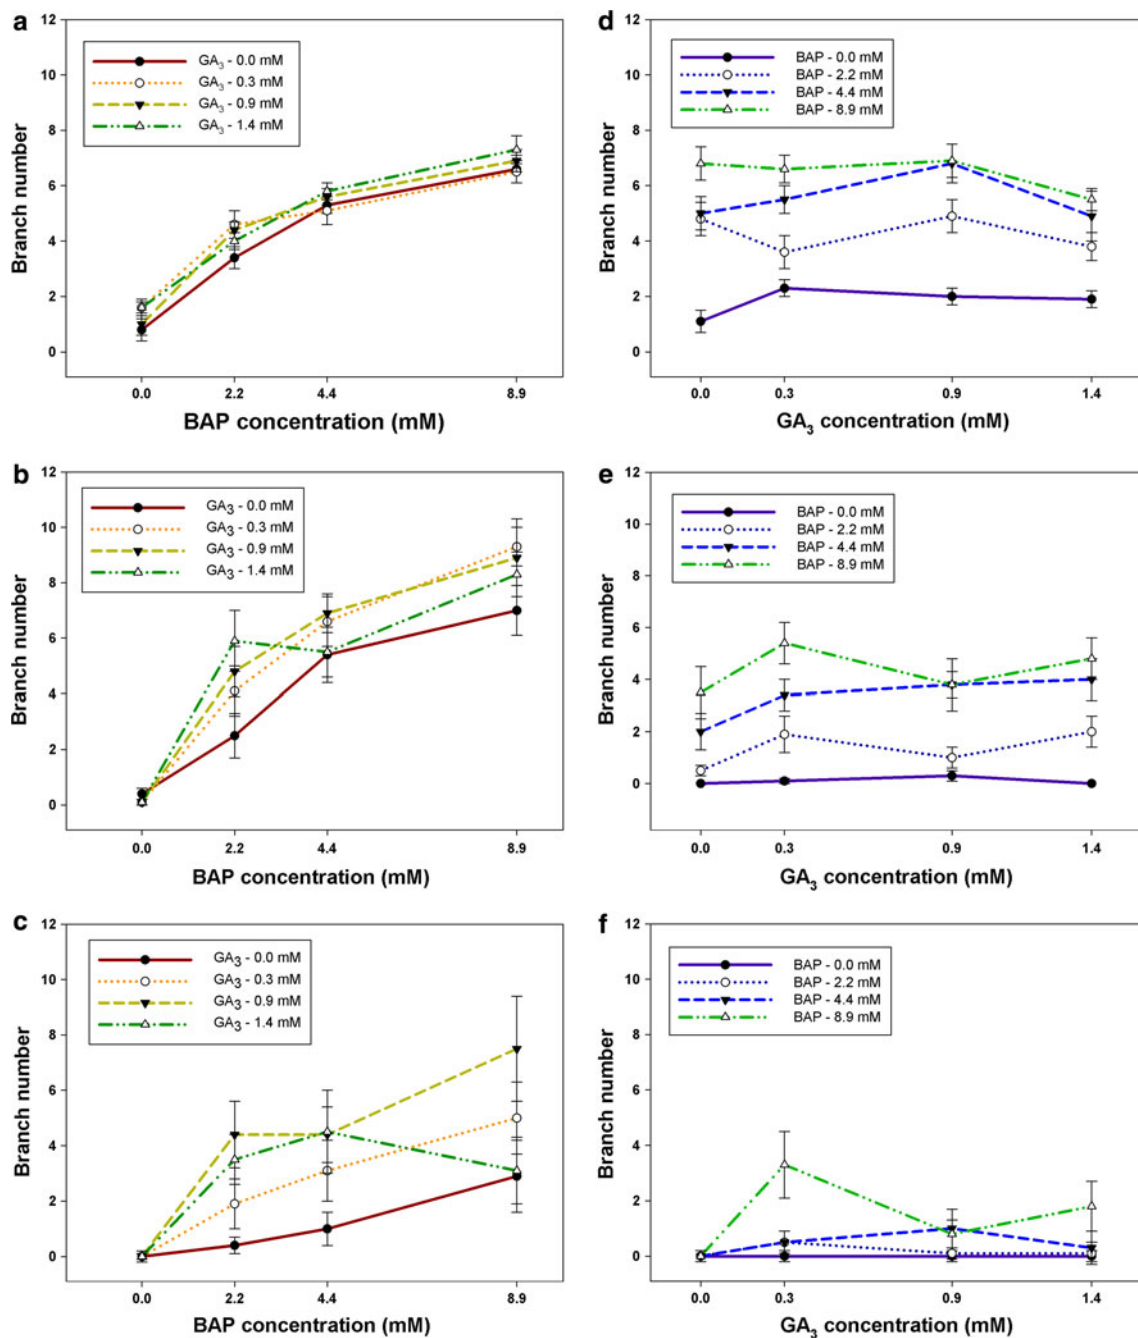 a
12
10
8
6
4
2
0
Branch number
GA3 - 0.0 mM
GA3 - 0.3 mM
GA3 - 0.9 mM
GA3 - 1.4 mM
0.0 2.2 4.4 8.9
BAP concentration (mM)
d
12
10
8
6
4
2
0
Branch number
BAP - 0.0 mM
BAP - 2.2 mM
BAP - 4.4 mM
BAP - 8.9 mM
0.0 0.3 0.9 1.4
GA3 concentration (mM)
b
12
10
8
6
4
2
0
Branch number
GA3 - 0.0 mM
GA3 - 0.3 mM
GA3 - 0.9 mM
GA3 - 1.4 mM
0.0 2.2 4.4 8.9
BAP concentration (mM)
e
12
10
8
6
4
2
0
Branch number
BAP - 0.0 mM
BAP - 2.2 mM
BAP - 4.4 mM
BAP - 8.9 mM
0.0 0.3 0.9 1.4
GA3 concentration (mM)
c
12
10
8
6
4
2
0
Branch number
GA3 - 0.0 mM
GA3 - 0.3 mM
GA3 - 0.9 mM
GA3 - 1.4 mM
0.0 2.2 4.4 8.9
BAP concentration (mM)
f
12
10
8
6
4
2
0
Branch number
BAP - 0.0 mM
BAP - 2.2 mM
BAP - 4.4 mM
BAP - 8.9 mM
0.0 0.3 0.9 1.4
GA3 concentration (mM)